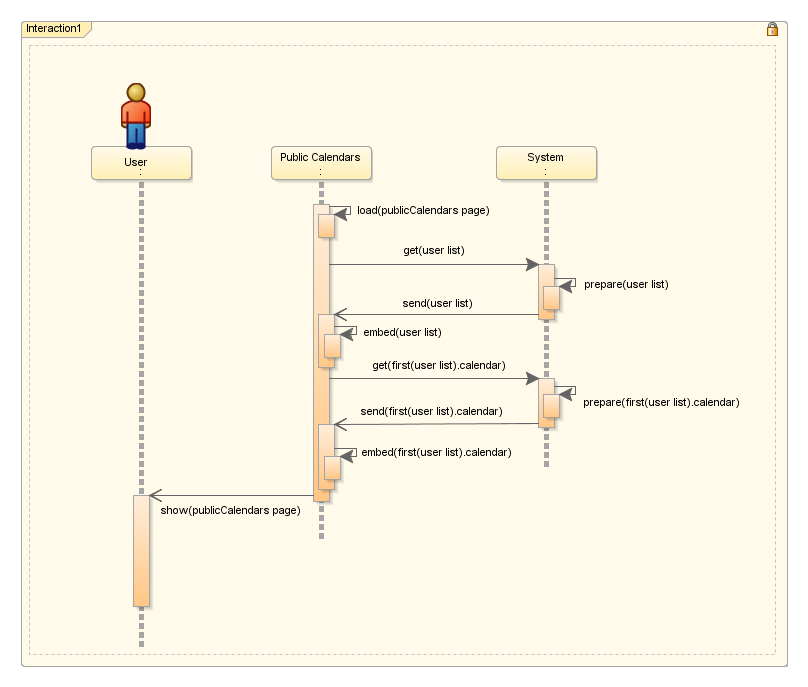 Interaction1
User
:
Public Calendars
:
System
:
load(publicCalendars page)
get(user list)
prepare(user list)
send(user list)
embed(user list)
get(first(user list).calendar)
prepare(first(user list).calendar)
send(first(user list).calendar)
embed(first(user list).calendar)
show(publicCalendars page)